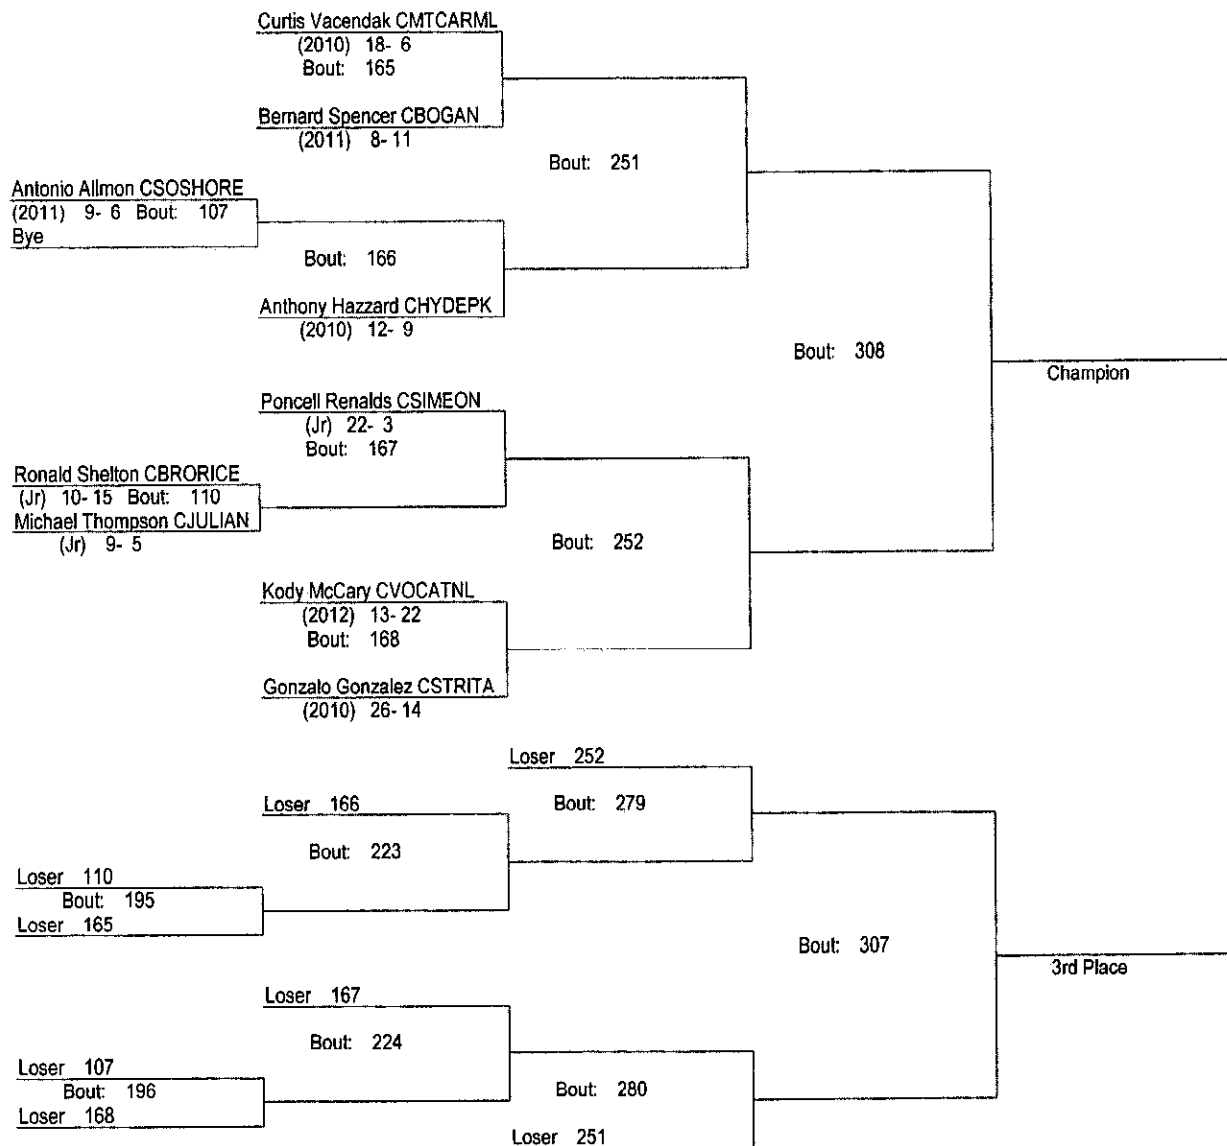 Curtis Vacendak CMTCARML
(2010) 18- 6
Bout: 165
Bernard Spencer CBOGAN
(2011) 8- 11
Bout: 251
Antonio Allmon CSOSHORE
(2011) 9- 6 Bout: 107
Bye
Bout: 166
Anthony Hazzard CHYDEPK
(2010) 12- 9
Bout: 308
Champion
Poncell Renalds CSIMEON
(Jr) 22- 3
Bout: 167
Ronald Shelton CBRORICE
(Jr) 10- 15 Bout: 110
Michael Thompson CJULIAN
(Jr) 9- 5
Bout: 252
Kody McCary CVOCATNL
(2012) 13- 22
Bout: 168
Gonzalo Gonzalez CSTRITA
(2010) 26- 14
Loser 252
Bout: 279
Loser 166
Bout: 223
Loser 110
Bout: 195
Loser 165
Bout: 307
3rd Place
Loser 167
Bout: 224
Loser 107
Bout: 196
Loser 168
Bout: 280
Loser 251